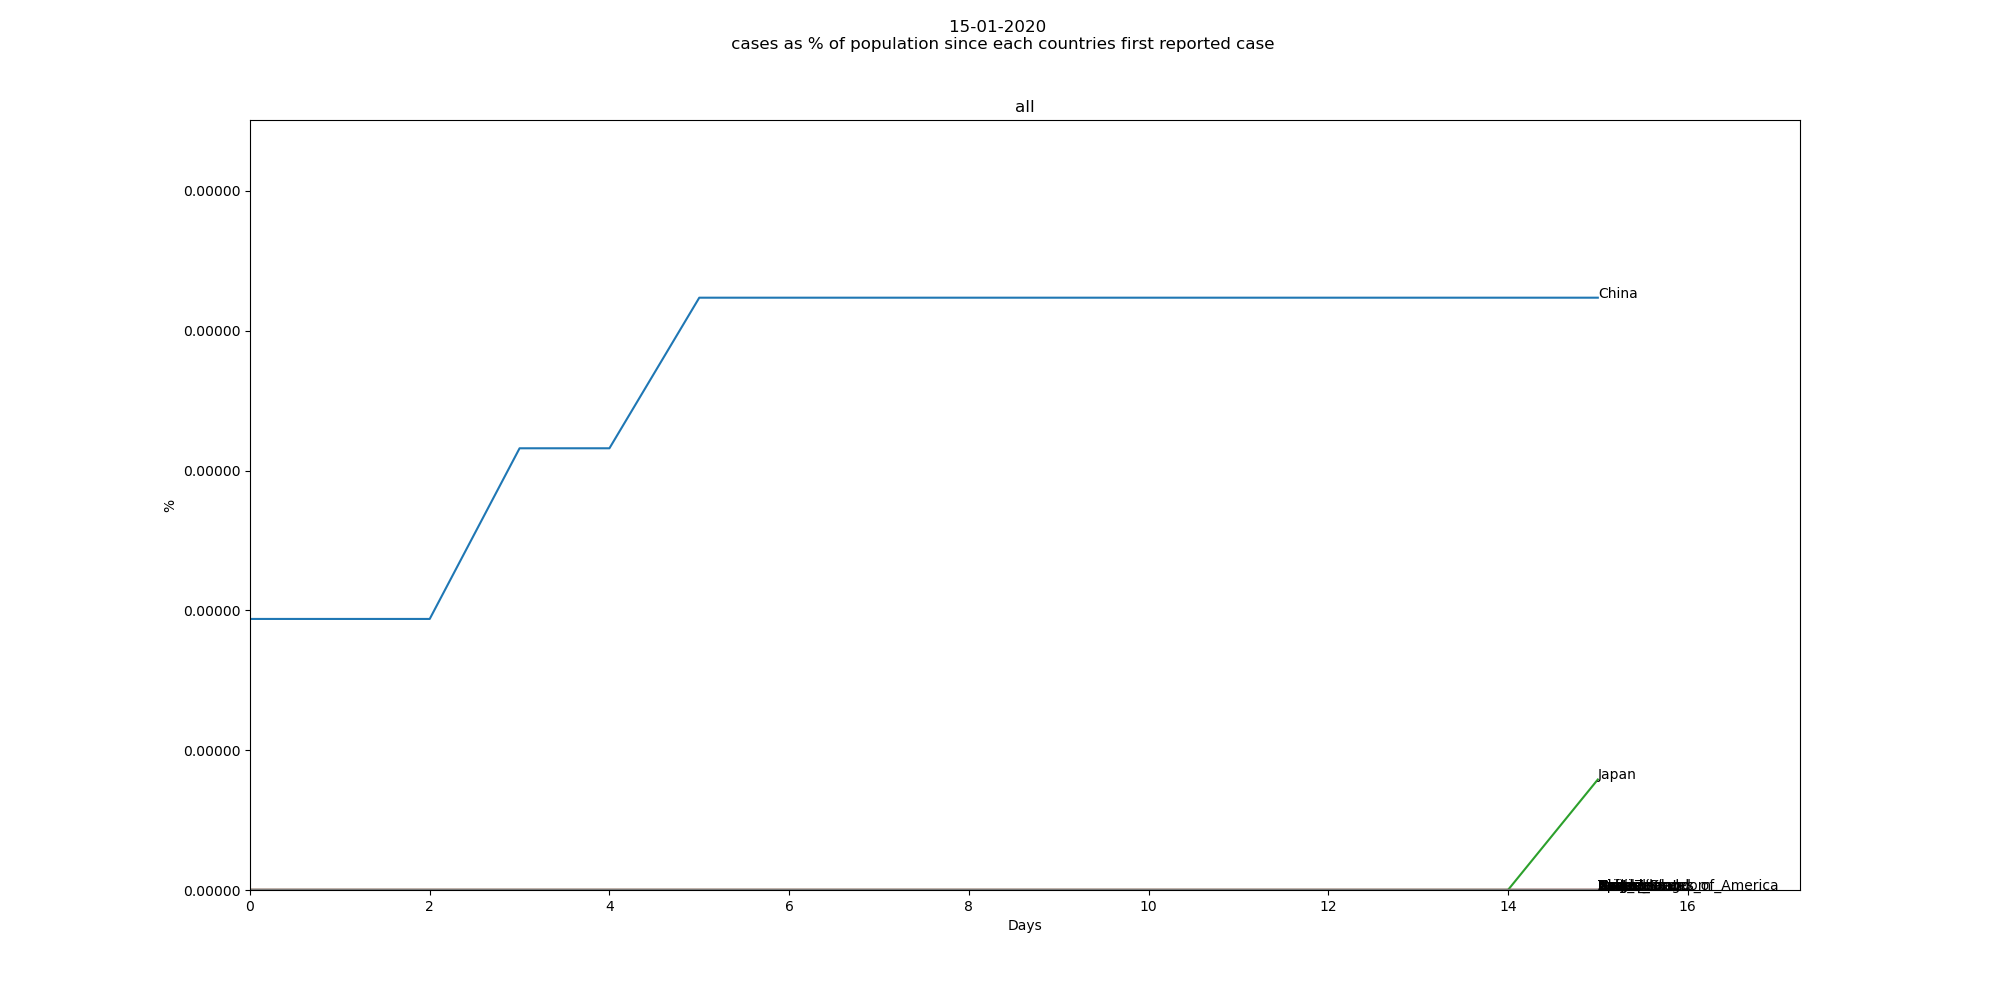 15-01-2020
cases as % of population since each countries first reported case
all
0.00000
0.00000
China
0.00000
0.00000
0.00000
Japan
0.00000
of_America
%
0 2 4 6 8 10 12 14 16
Days